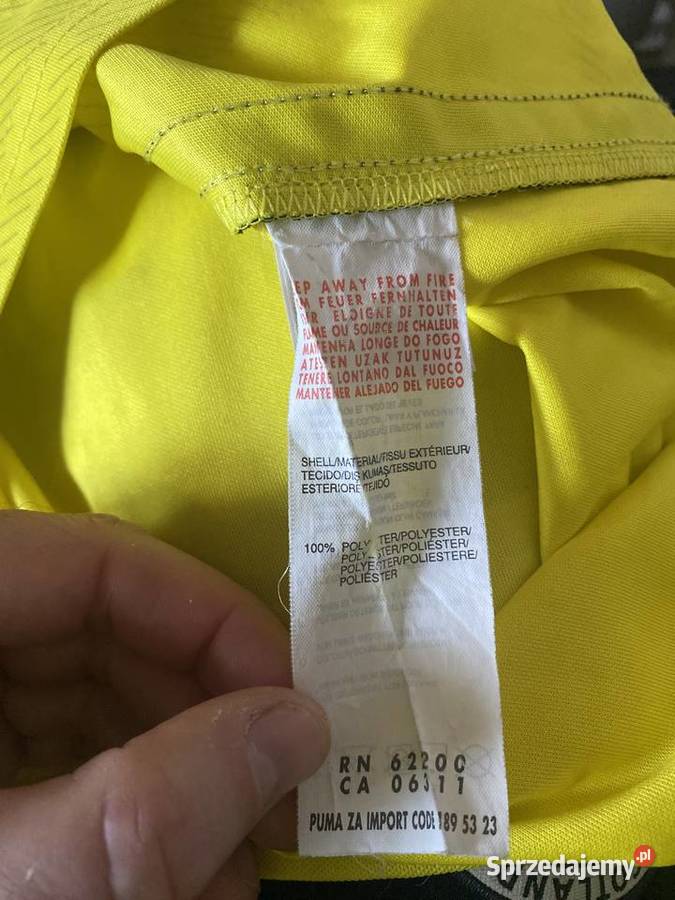 EP AWAY FROM FIRE
M FEUER FERNHALTEN
ELOIGNE DE TOUTE
FLAME OU SOURCE DE CHALEUR
MANTENHA LONGE DO FOGO
ATESTEN UZAK TUTUNUZ
TENERE LONTANO DAL FUOCO
MANTENER ALEJADO DEL FUEGO
SHELL/MATERIAL/TISSU EXTÉRIEUR/
TECIDO/DIŞ KUMAŞ/TESSUTO
ESTERIORE/TEJIDO
100% POLYESTER/POLYESTER/
POLYESTER/POLIÉSTER/
POLYESTER/POLIESTERE/
POLIÉSTER
RN 62200
CA 06311
PUMA ZA IMPORT CODE 189 53 23
Sprzedajemy.pl
COTLAND